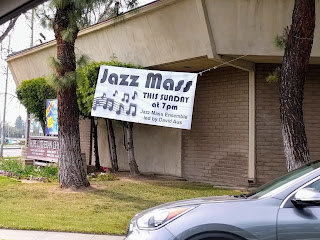 Jazz Mass
THIS SUNDAY
at 7pm
Jazz Mass Ensemble
led by David Aus